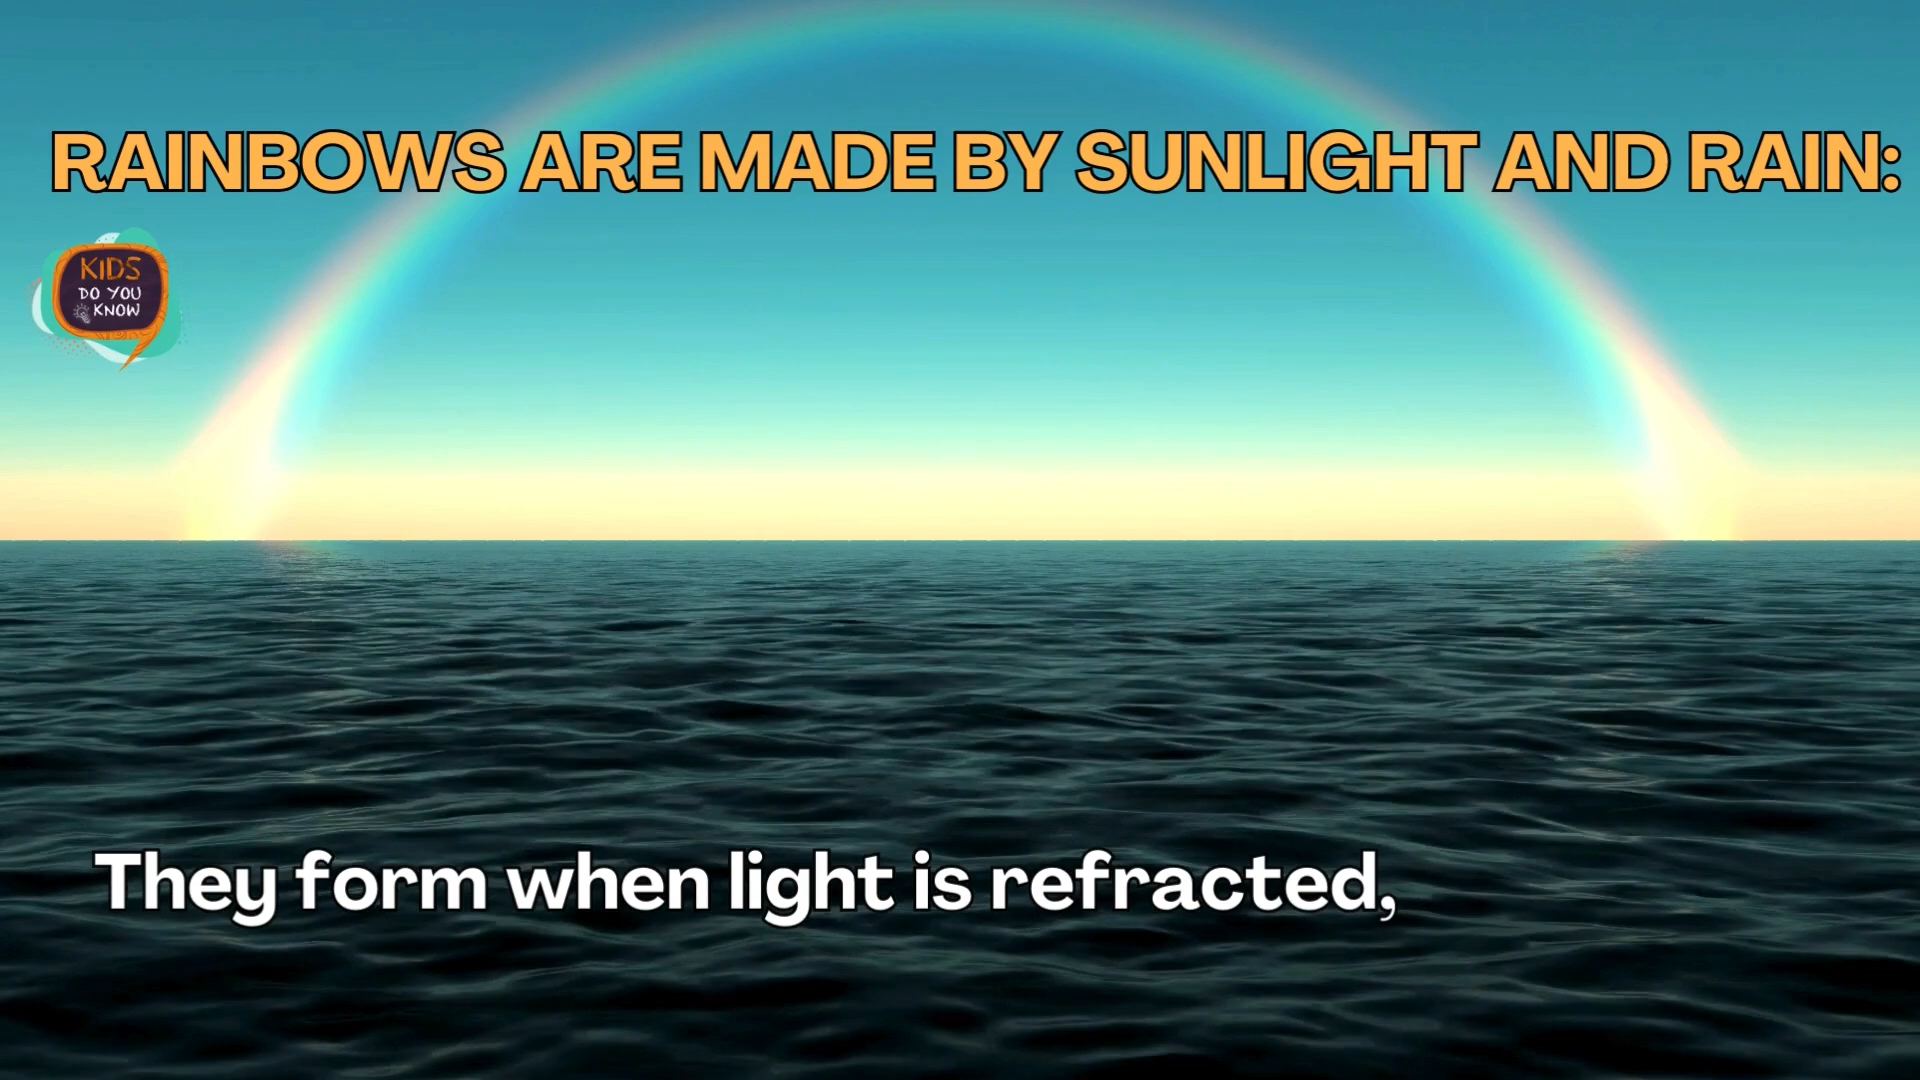 RAINBOWS ARE MADE BY SUNLIGHT AND RAIN:
KIDS
DO YOU
KNOW
They form when light is refracted,